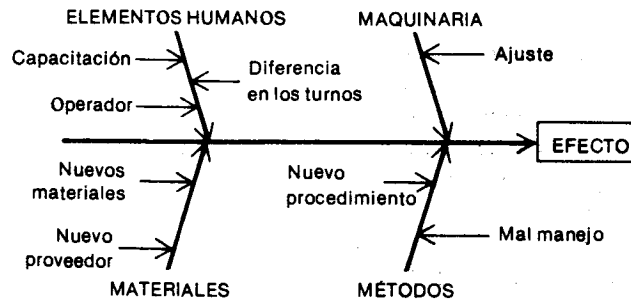 ELEMENTOS HUMANOS
MAQUINARIA
Capacitación
Diferencia
en los turnos
Operador
Ajuste
EFECTO
Nuevos
materiales
Nuevo
proveedor
MATERIALES
Nuevo
procedimiento
Mal manejo
MÉTODOS